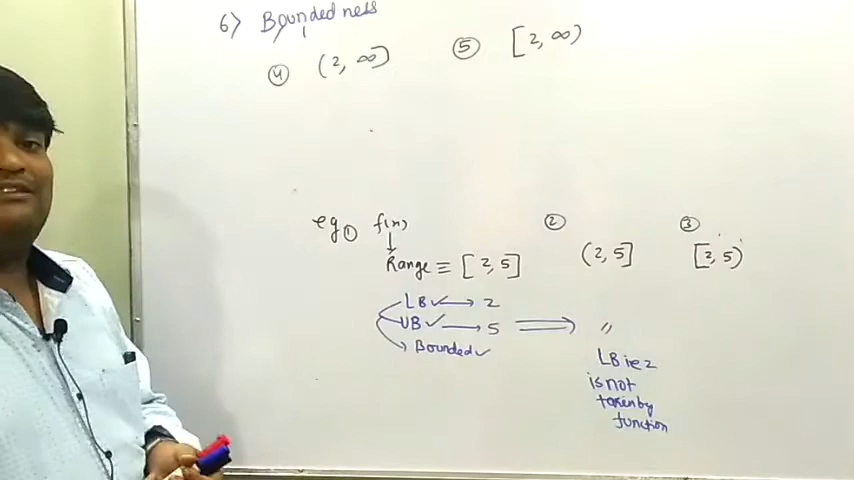 6) Boundedness
④ (2, ∞) ⑤ [2, ∞)
eg ① f(x) ② ③
Range ≡ [2, 5] (2, 5] [2, 5)
LB ✓ → 2
UB ✓ → 5 ⇒ "
Bounded ✓
LB ie 2
is not
taken by
function